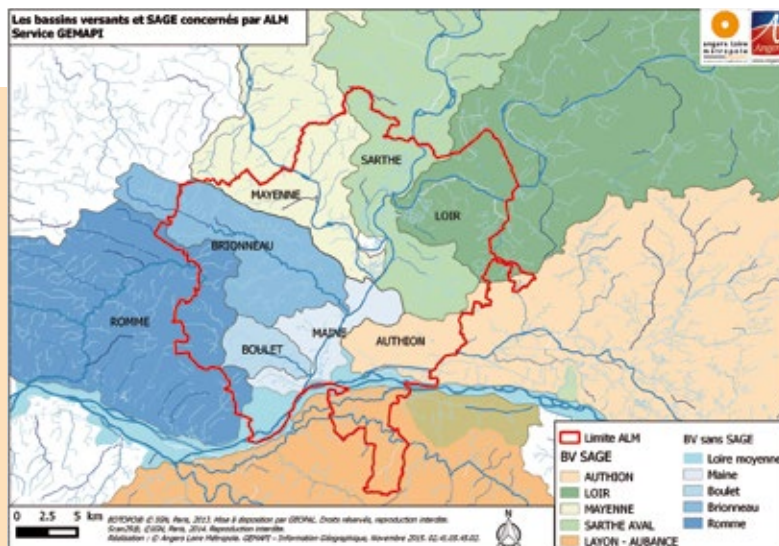 Les bassins versants et SAGE concernés par ALM
Service GEMAPI
angers Loire
métropole
Angers
SARTHE
MAYENNE
LOIR
BRIONNEAU
ROMME
MAINE
BOULET
AUTHION
Limite ALM
BV SAGE
AUTHION
LOIR
MAYENNE
SARTHE AVAL
LAYON - AUBANCE
BV sans SAGE
Loire moyenne
Maine
Boulet
Brionneau
Romme
0 2.5 5 km
N